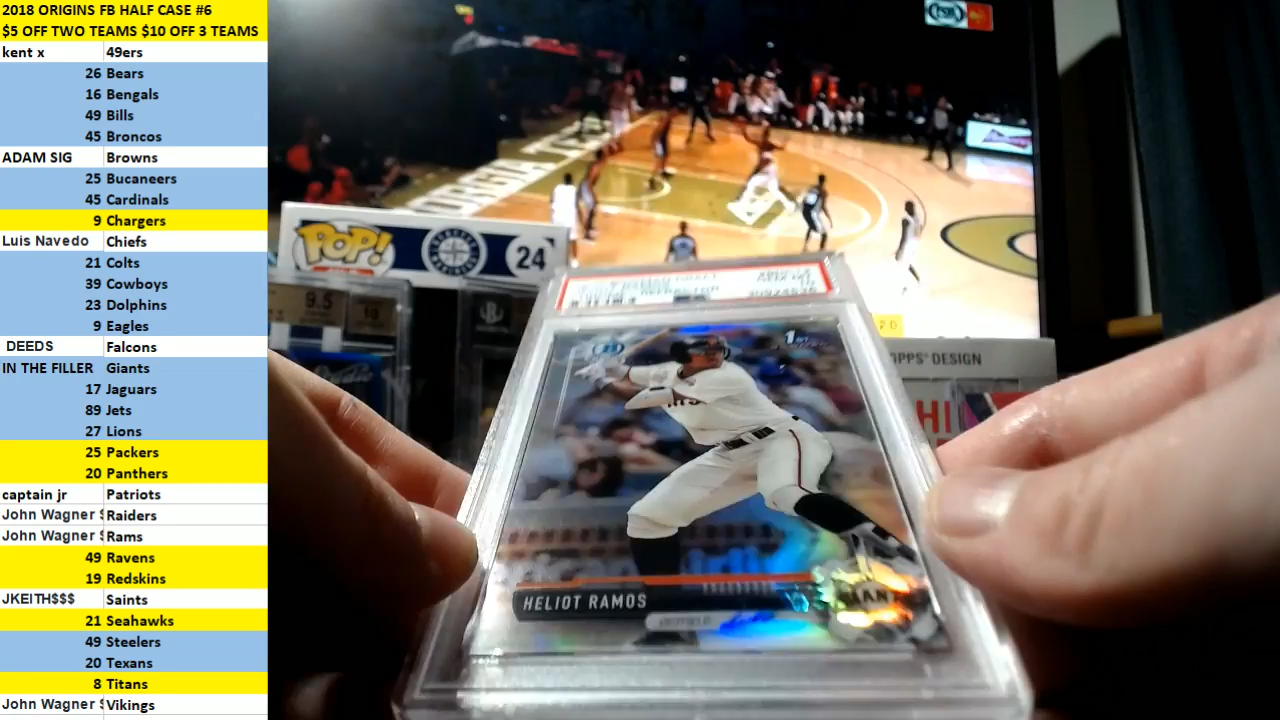 2018 ORIGINS FB HALF CASE #6
$5 OFF TWO TEAMS $10 OFF 3 TEAMS
kent x 49ers
26 Bears
16 Bengals
49 Bills
45 Broncos
ADAM SIG Browns
25 Bucaneers
45 Cardinals
9 Chargers
Luis Navedo Chiefs
21 Colts
39 Cowboys
23 Dolphins
9 Eagles
DEEDS Falcons
IN THE FILLER Giants
17 Jaguars
89 Jets
27 Lions
25 Packers
20 Panthers
captain jr Patriots
John Wagner Raiders
John Wagner Rams
49 Ravens
19 Redskins
JKEITH$$$ Saints
21 Seahawks
49 Steelers
20 Texans
8 Titans
John Wagner Vikings
POP!
24
9.5
10
REFRACTOR
OPPS' DESIGN
1ST
HELIOT RAMOS